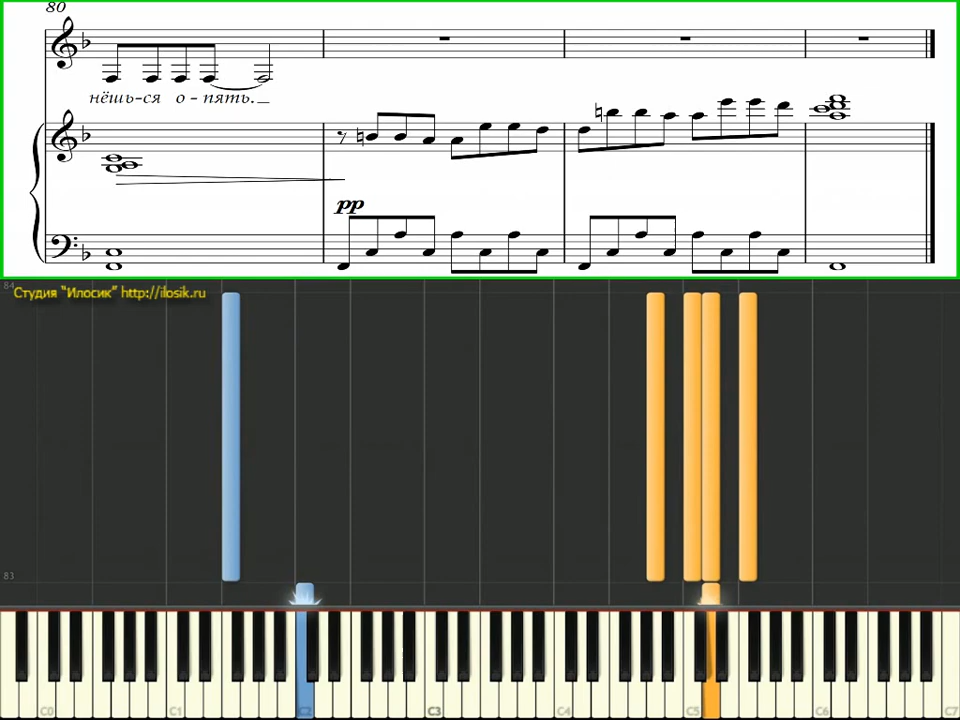 80
нёшь-ся о - пять._
pp
84
Студия "Илосик" http://ilosik.ru
83
C0 C1 C2 C3 C4 C5 C6 C7